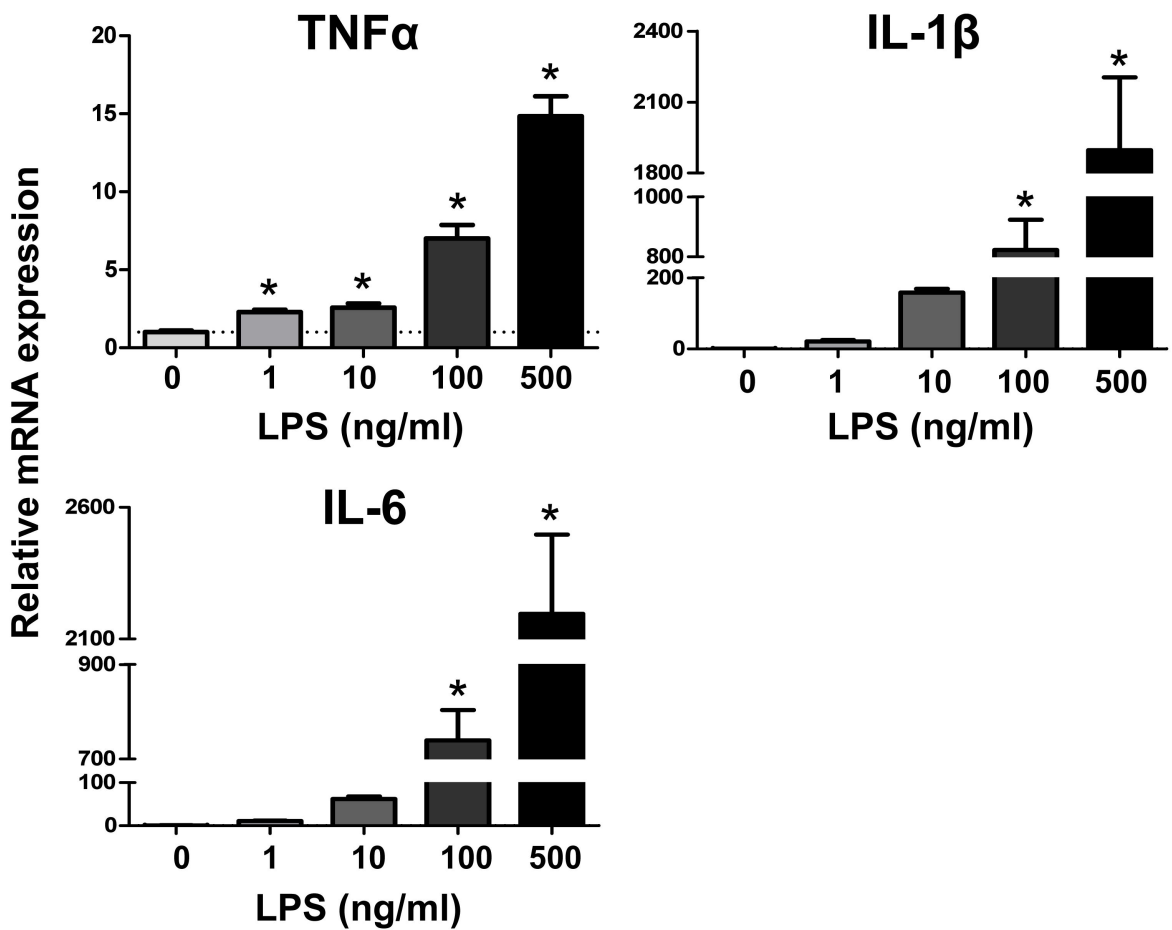 Relative mRNA expression
TNFα
20
15
10
5
0
* * * *
0 1 10 100 500
LPS (ng/ml)
IL-1β
2400
2100
1800
1000
800
200
0
* *
0 1 10 100 500
LPS (ng/ml)
IL-6
2600
2100
900
700
100
0
* *
0 1 10 100 500
LPS (ng/ml)